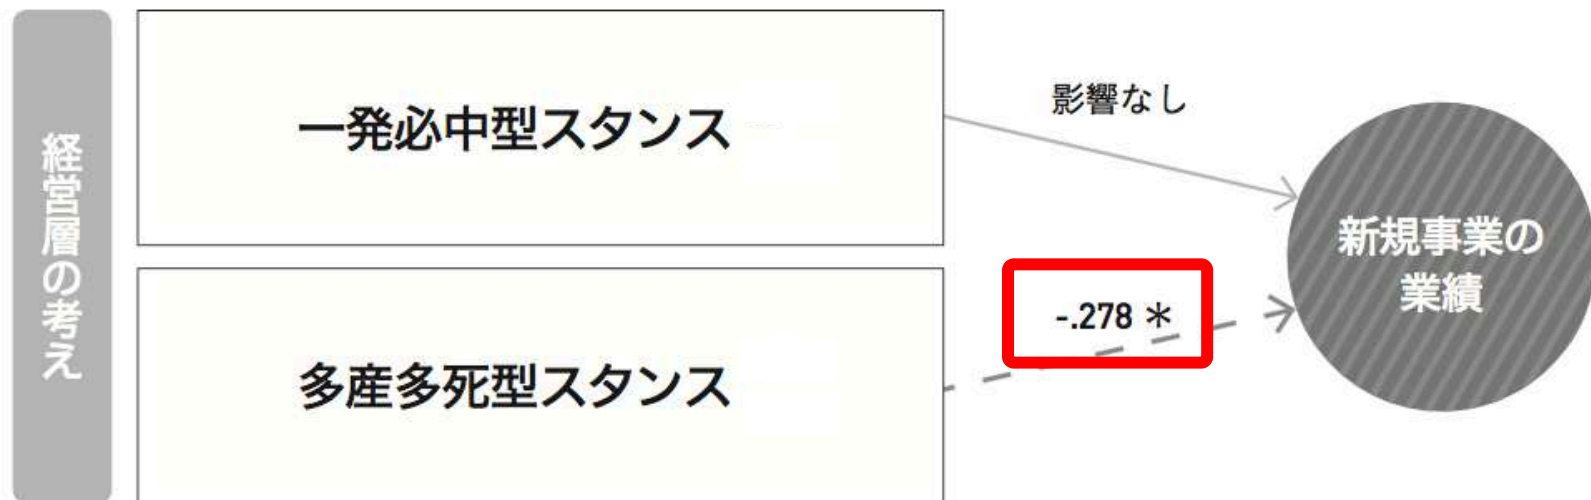 経営層の考え
一発必中型スタンス
影響なし
多産多死型スタンス
-.278 *
新規事業の
業績